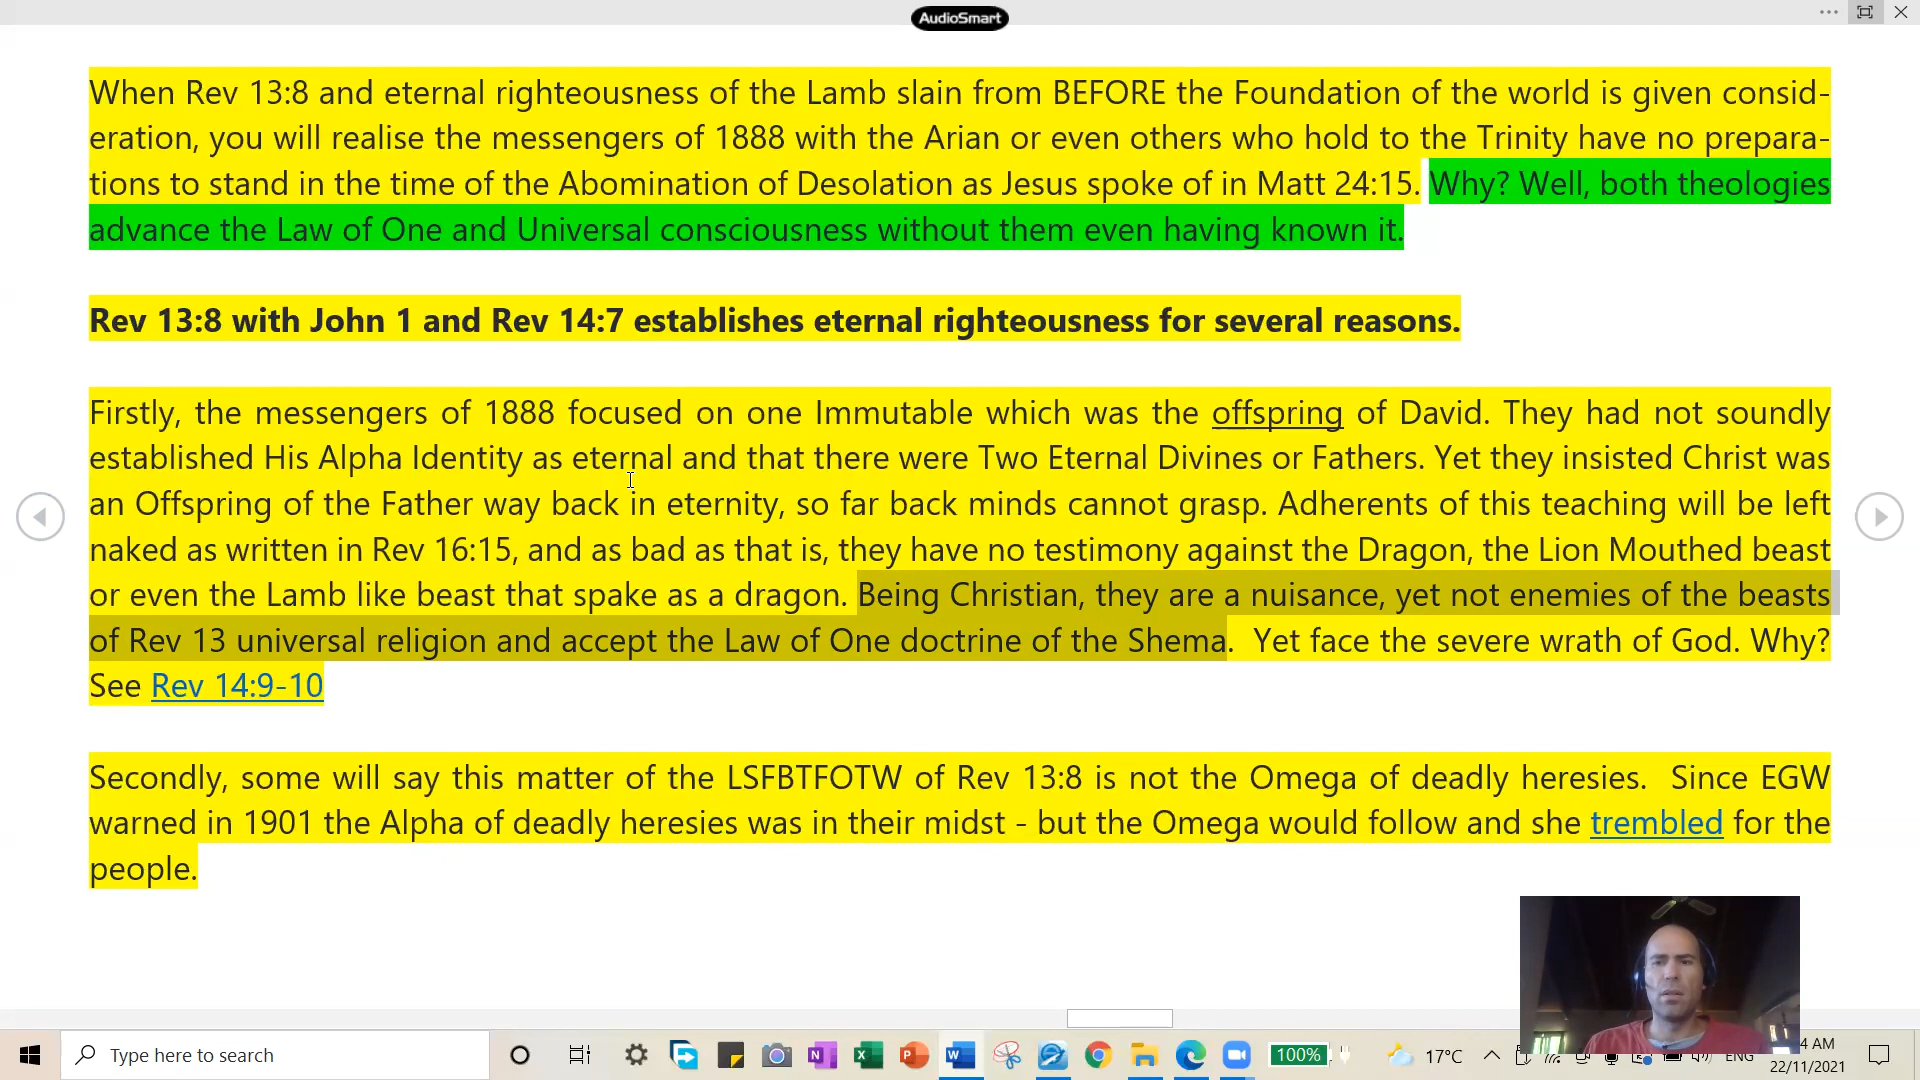 AudioSmart
When Rev 13:8 and eternal righteousness of the Lamb slain from BEFORE the Foundation of the world is given consid-
eration, you will realise the messengers of 1888 with the Arian or even others who hold to the Trinity have no prepara-
tions to stand in the time of the Abomination of Desolation as Jesus spoke of in Matt 24:15. Why? Well, both theologies
advance the Law of One and Universal consciousness without them even having known it.
Rev 13:8 with John 1 and Rev 14:7 establishes eternal righteousness for several reasons.
Firstly, the messengers of 1888 focused on one Immutable which was the offspring of David. They had not soundly
established His Alpha Identity as eternal and that there were Two Eternal Divines or Fathers. Yet they insisted Christ was
an Offspring of the Father way back in eternity, so far back minds cannot grasp. Adherents of this teaching will be left
naked as written in Rev 16:15, and as bad as that is, they have no testimony against the Dragon, the Lion Mouthed beast
or even the Lamb like beast that spake as a dragon. Being Christian, they are a nuisance, yet not enemies of the beasts
of Rev 13 universal religion and accept the Law of One doctrine of the Shema. Yet face the severe wrath of God. Why?
See Rev 14:9-10
Secondly, some will say this matter of the LSFBTFOTW of Rev 13:8 is not the Omega of deadly heresies. Since EGW
warned in 1901 the Alpha of deadly heresies was in their midst - but the Omega would follow and she trembled for the
people.
Type here to search
100%
17°C
ENG
4 AM
22/11/2021